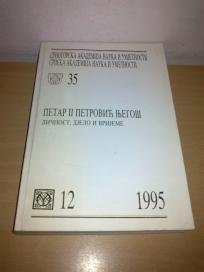 ЦРНОГОРСКА АКАДЕМИЈА НАУКА И УМЈЕТНОСТИ
СРПСКА АКАДЕМИЈА НАУКА И УМЕТНОСТИ
35
ПЕТАР II ПЕТРОВИЋ ЊЕГОШ
ЛИЧНОСТ, ДЈЕЛО И ВРИЈЕМЕ
12 1995